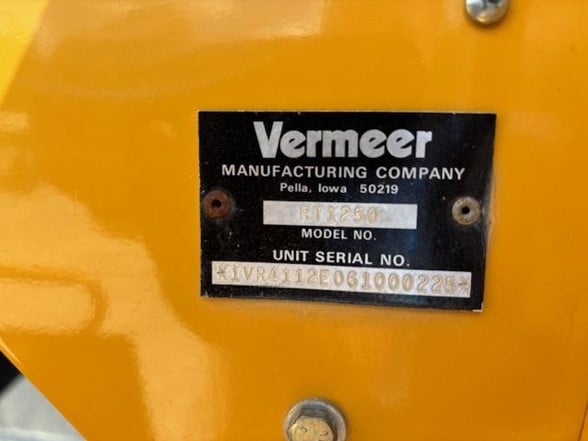 Vermeer
MANUFACTURING COMPANY
Pella, Iowa 50219
RT1250
MODEL NO.
UNIT SERIAL NO.
*1VR4112E061000225*